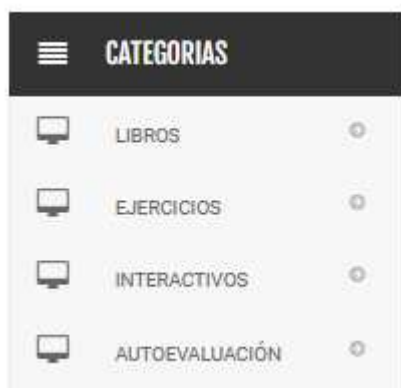 CATEGORIAS
LIBROS
EJERCICIOS
INTERACTIVOS
AUTOEVALUACIÓN